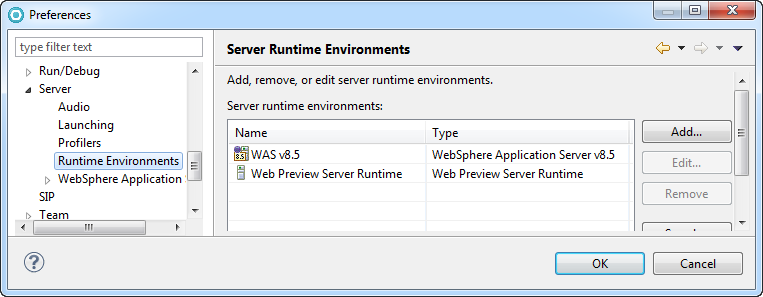 Preferences
type filter text
Run/Debug
Server
Audio
Launching
Profilers
Runtime Environments
WebSphere Application
SIP
Team
Server Runtime Environments
Add, remove, or edit server runtime environments.
Server runtime environments:
Name Type
WAS v8.5 WebSphere Application Server v8.5
Web Preview Server Runtime Web Preview Server Runtime
Add...
Edit...
Remove
OK
Cancel